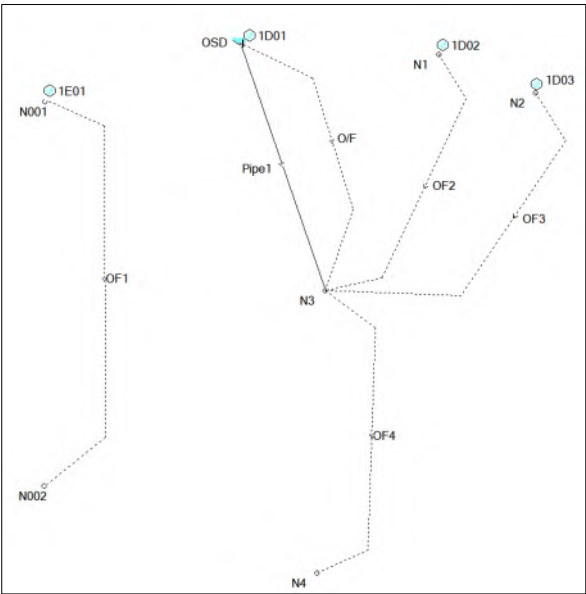 OSD
1D01
1D02
N1
1D03
N2
1E01
N001
O/F
Pipe1
OF2
OF3
OF1
N3
OF4
N002
N4